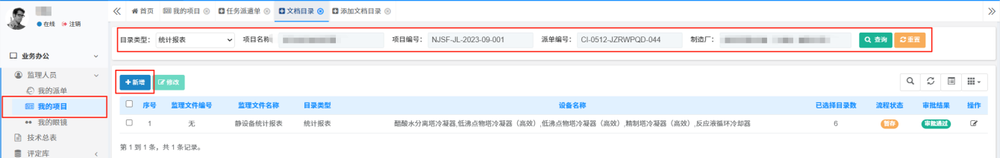 首页 我的项目 任务派遣单 文档目录 添加文档目录
在线 注销
目录类型： 统计报表 项目名称 项目编号： NJSF-JL-2023-09-001 派单编号： CI-0512-JZRWPQD-044 制造厂： 查询 重置
业务办公
监理人员
我的派单
我的项目
我的眼镜
技术总表
评定库
+新增 修改
序号 监理文件编号 监理文件名称 目录类型 设备名称 已选择目录数 流程状态 审批结果 操作
1 无 静设备统计报表 统计报表 醋酸水分离塔冷凝器,低沸点物塔冷凝器（高效）,低沸点物塔冷凝器（高效）,精制塔冷凝器（高效）,反应液循环冷却器 6 暂存 审批通过
第 1 到 1 条，共 1 条记录。